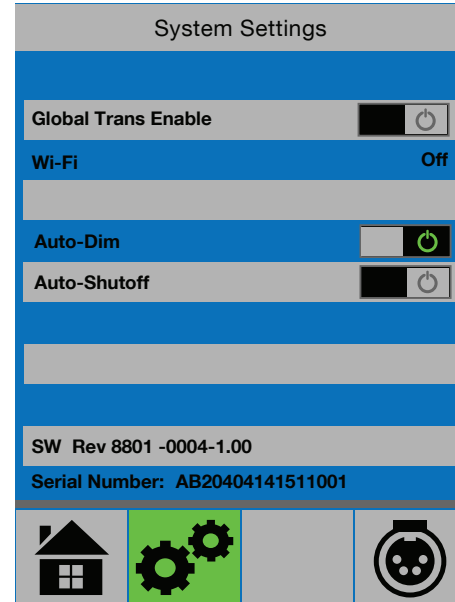 System Settings
Global Trans Enable
Wi-Fi Off
Auto-Dim
Auto-Shutoff
SW Rev 8801 -0004-1.00
Serial Number: AB20404141511001